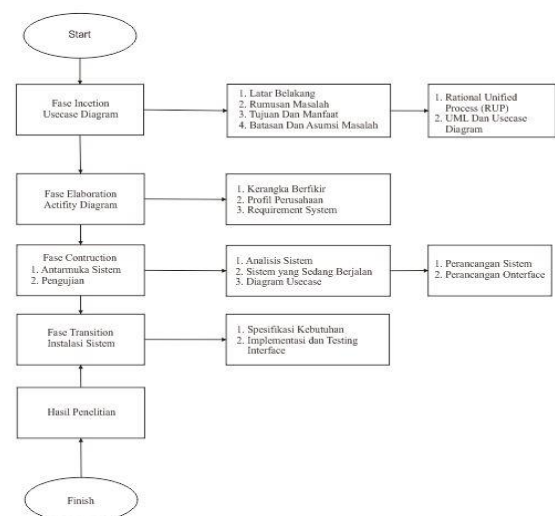 Start
Fase Incetion
Usecase Diagram
1. Latar Belakang
2. Rumusan Masalah
3. Tujuan Dan Manfaat
4. Batasan Dan Asumsi Masalah
1. Rational Unified
Process (RUP)
2. UML Dan Usecase
Diagram
Fase Elaboration
Actifity Diagram
1. Kerangka Berfikir
2. Profil Perusahaan
3. Requirement System
Fase Contruction
1. Antarmuka Sistem
2. Pengujian
1. Analisis Sistem
2. Sistem yang Sedang Berjalan
3. Diagram Usecase
1. Perancangan Sistem
2. Perancangan Onterface
Fase Transition
Instalasi Sistem
1. Spesifikasi Kebutuhan
2. Implementasi dan Testing
Interface
Hasil Penelitian
Finish